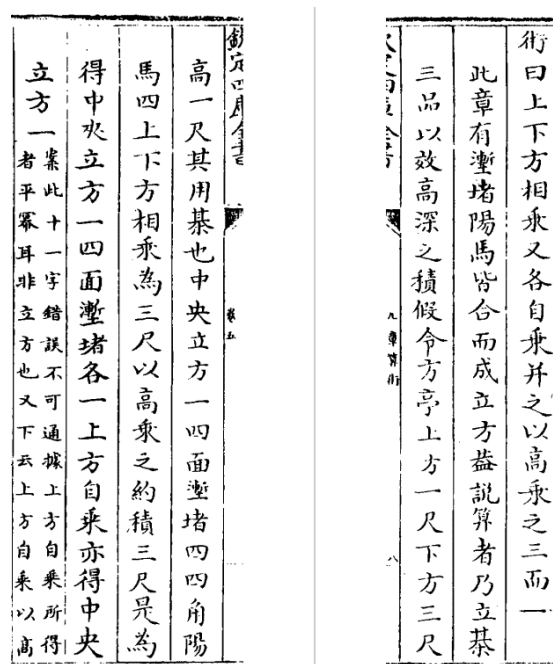 術曰上下方相乘又各自乘并之以高乘之三而一
此章有壍堵陽馬皆合而成立方葢說算者乃立棊
三品以效高深之積假令方亭上方一尺下方三尺
九章算術
八
欽定四庫全書
卷五
高一尺其用棊也中央立方一四面壍堵四四角陽
馬四上下方相乘為三尺以高乘之約積三尺是為
得中央立方一四面壍堵各一上方自乘亦得中央
立方一
案此十一字錯誤不可通據上方自乘所得
者平冪耳非立方也又下云上方自乘以高